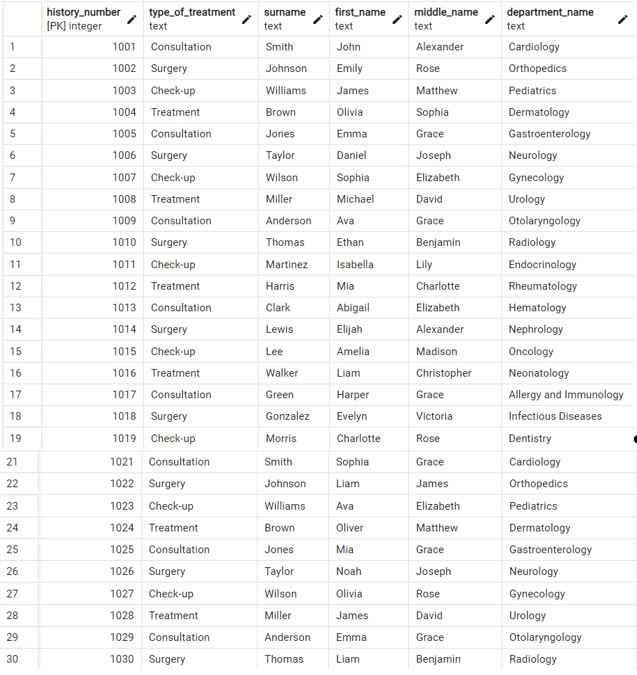 history_number type_of_treatment surname first_name middle_name department_name
[PK] integer text text text text text
1 1001 Consultation Smith John Alexander Cardiology
2 1002 Surgery Johnson Emily Rose Orthopedics
3 1003 Check-up Williams James Matthew Pediatrics
4 1004 Treatment Brown Olivia Sophia Dermatology
5 1005 Consultation Jones Emma Grace Gastroenterology
6 1006 Surgery Taylor Daniel Joseph Neurology
7 1007 Check-up Wilson Sophia Elizabeth Gynecology
8 1008 Treatment Miller Michael David Urology
9 1009 Consultation Anderson Ava Grace Otolaryngology
10 1010 Surgery Thomas Ethan Benjamin Radiology
11 1011 Check-up Martinez Isabella Lily Endocrinology
12 1012 Treatment Harris Mia Charlotte Rheumatology
13 1013 Consultation Clark Abigail Elizabeth Hematology
14 1014 Surgery Lewis Elijah Alexander Nephrology
15 1015 Check-up Lee Amelia Madison Oncology
16 1016 Treatment Walker Liam Christopher Neonatology
17 1017 Consultation Green Harper Grace Allergy and Immunology
18 1018 Surgery Gonzalez Evelyn Victoria Infectious Diseases
19 1019 Check-up Morris Charlotte Rose Dentistry
21 1021 Consultation Smith Sophia Grace Cardiology
22 1022 Surgery Johnson Liam James Orthopedics
23 1023 Check-up Williams Ava Elizabeth Pediatrics
24 1024 Treatment Brown Oliver Matthew Dermatology
25 1025 Consultation Jones Mia Grace Gastroenterology
26 1026 Surgery Taylor Noah Joseph Neurology
27 1027 Check-up Wilson Olivia Rose Gynecology
28 1028 Treatment Miller James David Urology
29 1029 Consultation Anderson Emma Grace Otolaryngology
30 1030 Surgery Thomas Liam Benjamin Radiology